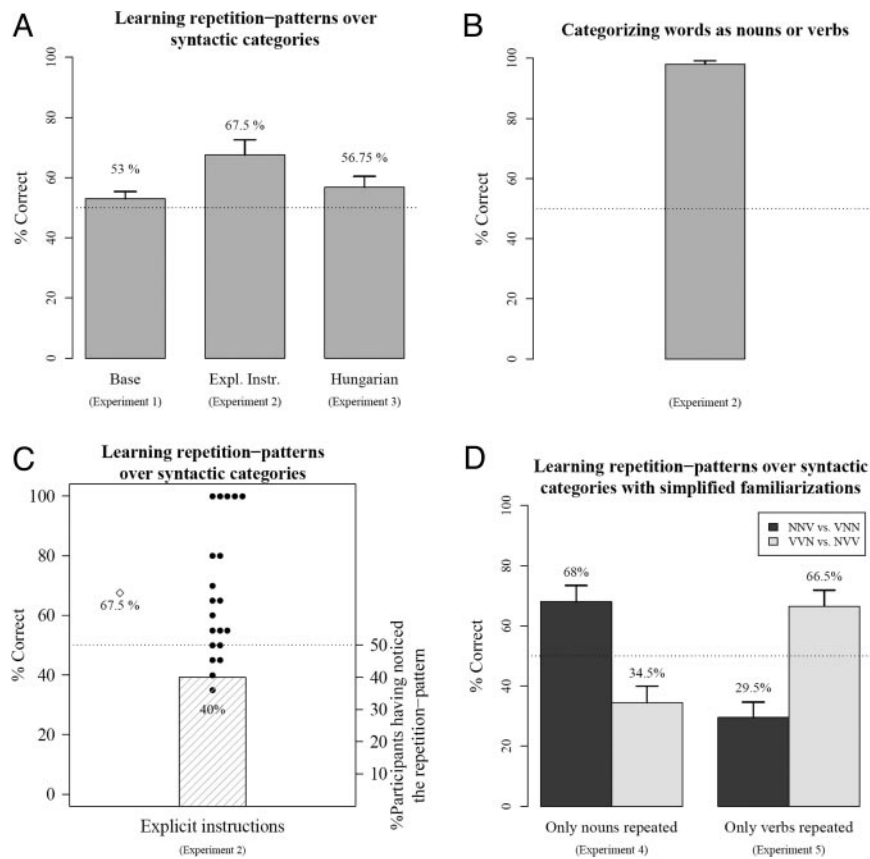 A
Learning repetition−patterns over
syntactic categories
% Correct
100
80
60
40
20
0
53 %
67.5 %
56.75 %
Base
Expl. Instr.
Hungarian
(Experiment 1)
(Experiment 2)
(Experiment 3)
B
Categorizing words as nouns or verbs
% Correct
100
80
60
40
20
0
(Experiment 2)
C
Learning repetition−patterns
over syntactic categories
% Correct
100
80
60
40
20
0
67.5 %
40%
50
40
30
20
10
%Participants having noticed
the repetition−pattern
Explicit instructions
(Experiment 2)
D
Learning repetition−patterns over syntactic
categories with simplified familiarizations
% Correct
100
80
60
40
20
0
NNV vs. VNN
VVN vs. NVV
68%
34.5%
29.5%
66.5%
Only nouns repeated
Only verbs repeated
(Experiment 4)
(Experiment 5)